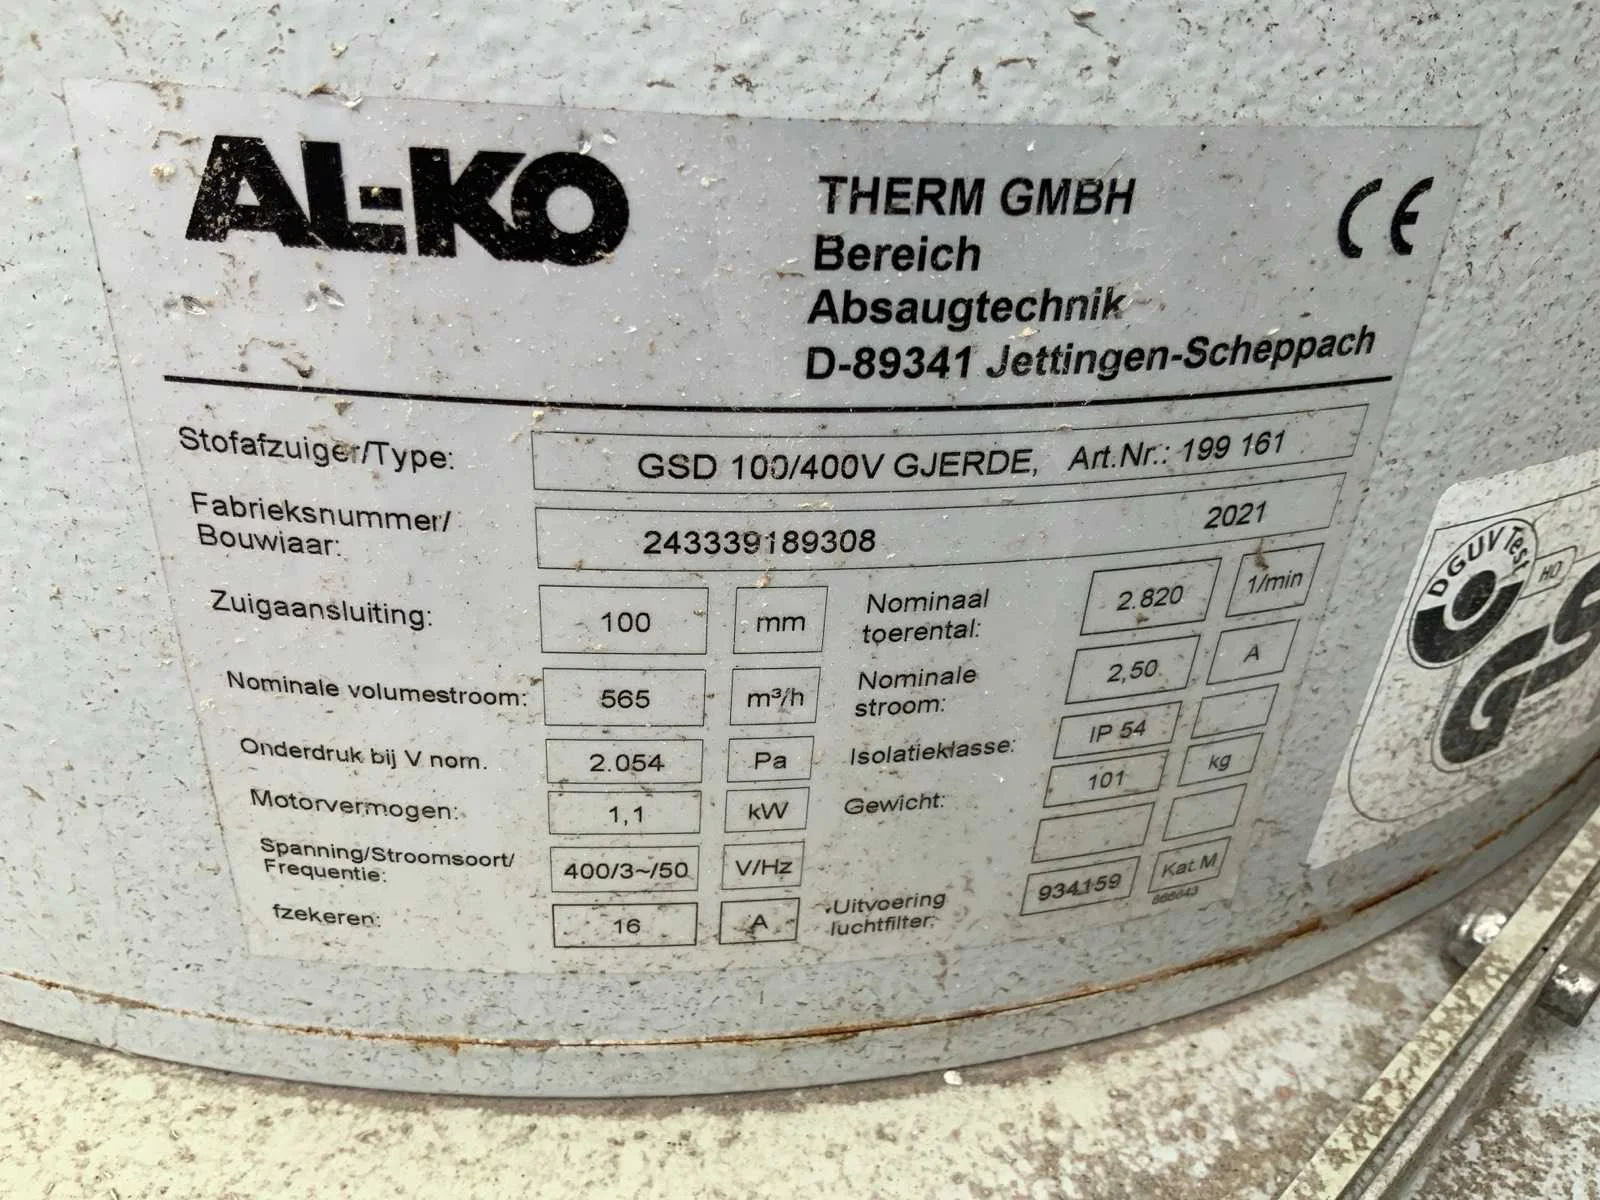 AL-KO
THERM GMBH
Bereich
Absaugtechnik
D-89341 Jettingen-Scheppach
CE
Stofafzuiger/Type: GSD 100/400V GJERDE, Art.Nr.: 199 161
Fabrieksnummer/
Bouwiaar: 243339189308 2021
Zuigaansluiting: 100 mm
Nominaal
toerental: 2.820 1/min
Nominale volumestroom: 565 m³/h
Nominale
stroom: 2,50 A
Onderdruk bij V nom. 2.054 Pa
Isolatieklasse: IP 54
Motorvermogen: 1,1 kW
Gewicht: 101 kg
Spanning/Stroomsoort/
Frequentie: 400/3~/50 V/Hz
fzekeren: 16 A
Uitvoering
luchtfilter: 934159 Kat.M
DGUV Test
HO
GS